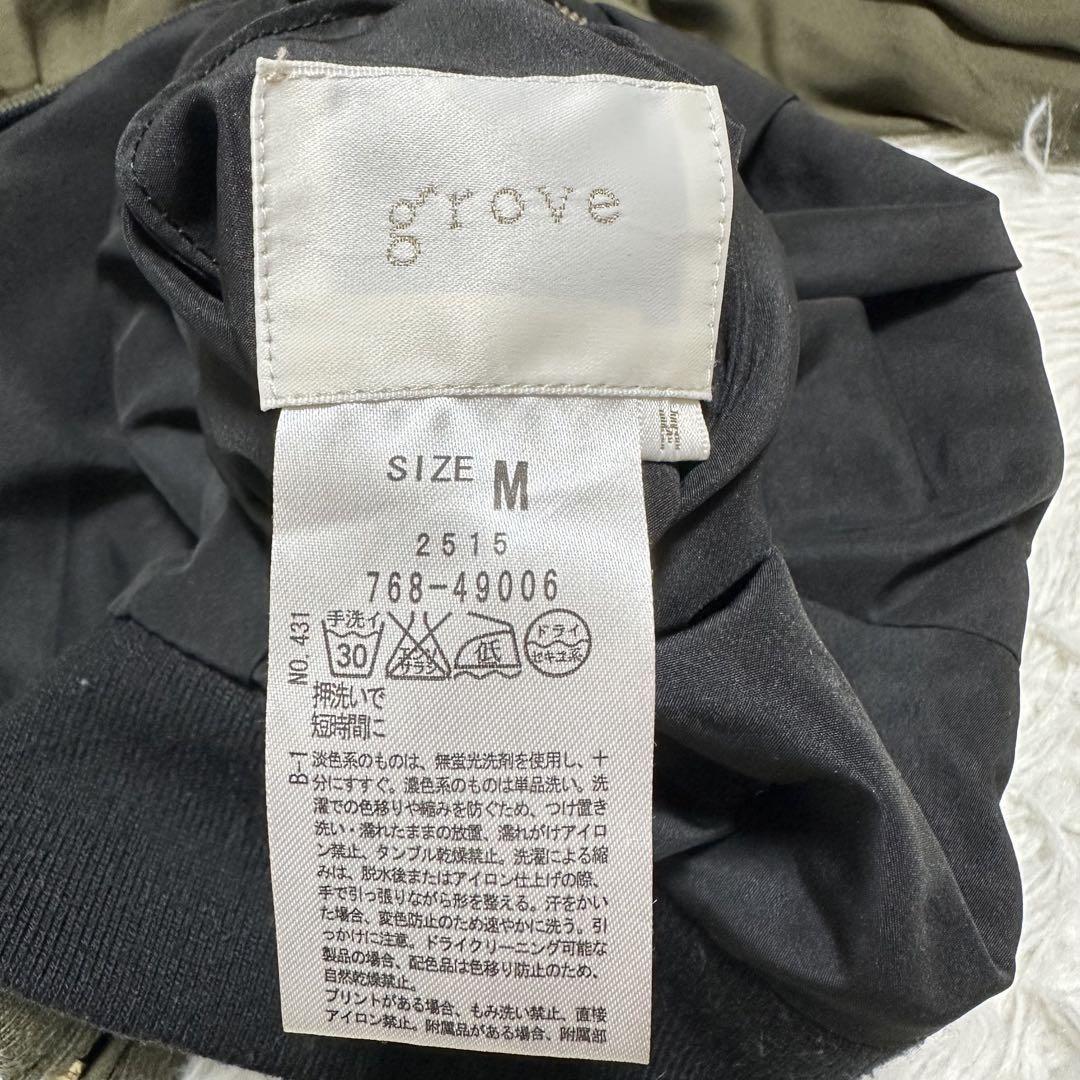 grove
SIZE M
2515
768-49006
NO. 431
手洗イ
30
エンソサラシ
低
ドライ
セキユ系
押洗いで
短時間に
B-1
淡色系のものは、無蛍光洗剤を使用し、十
分にすすぐ。濃色系のものは単品洗い。洗
濯での色移りや縮みを防ぐため、つけ置き
洗い・濡れたままの放置、濡れがけアイロ
ン禁止。タンブル乾燥禁止。洗濯による縮
みは、脱水後またはアイロン仕上げの際、
手で引っ張りながら形を整える。汗をかい
た場合、変色防止のため速やかに洗う。引
っかけに注意。ドライクリーニング可能な
製品の場合、配色品は色移り防止のため、
自然乾燥禁止。
プリントがある場合、もみ洗い禁止、直接
アイロン禁止。附属品がある場合、附属部